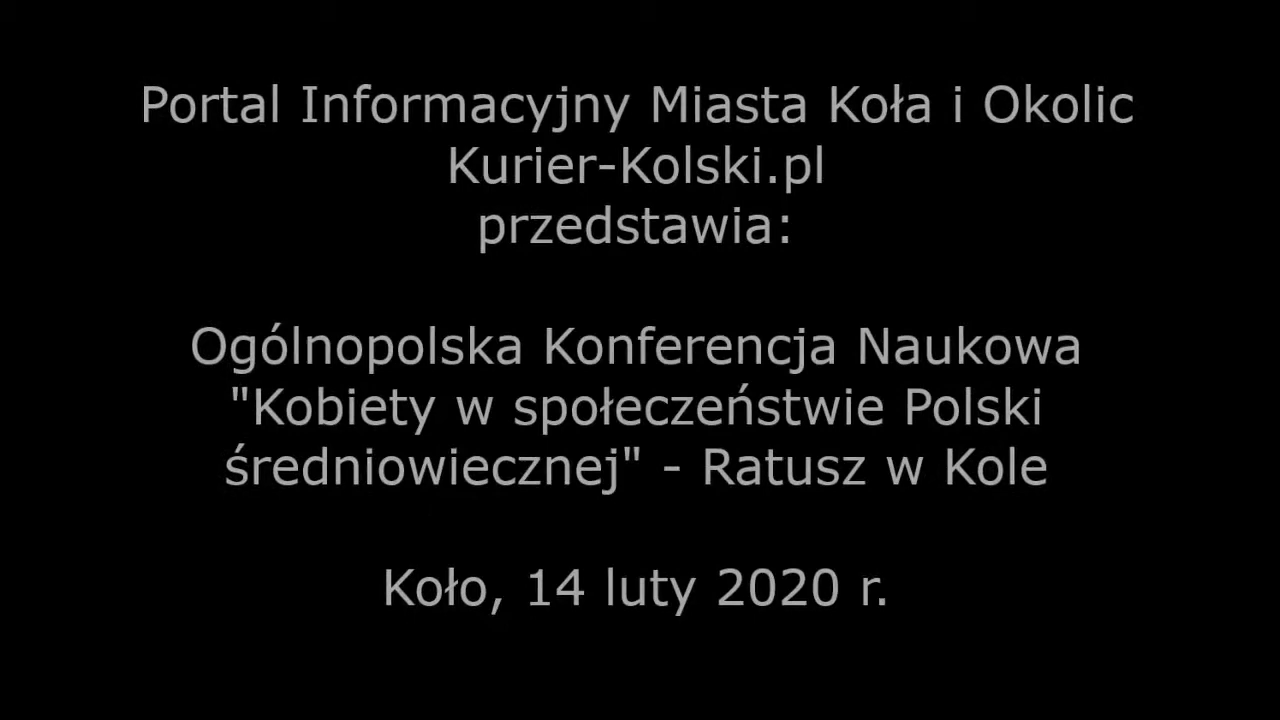 Portal Informacyjny Miasta Koła i Okolic
Kurier-Kolski.pl
przedstawia:
Ogólnopolska Konferencja Naukowa
"Kobiety w społeczeństwie Polski
średniowiecznej" - Ratusz w Kole
Koło, 14 luty 2020 r.